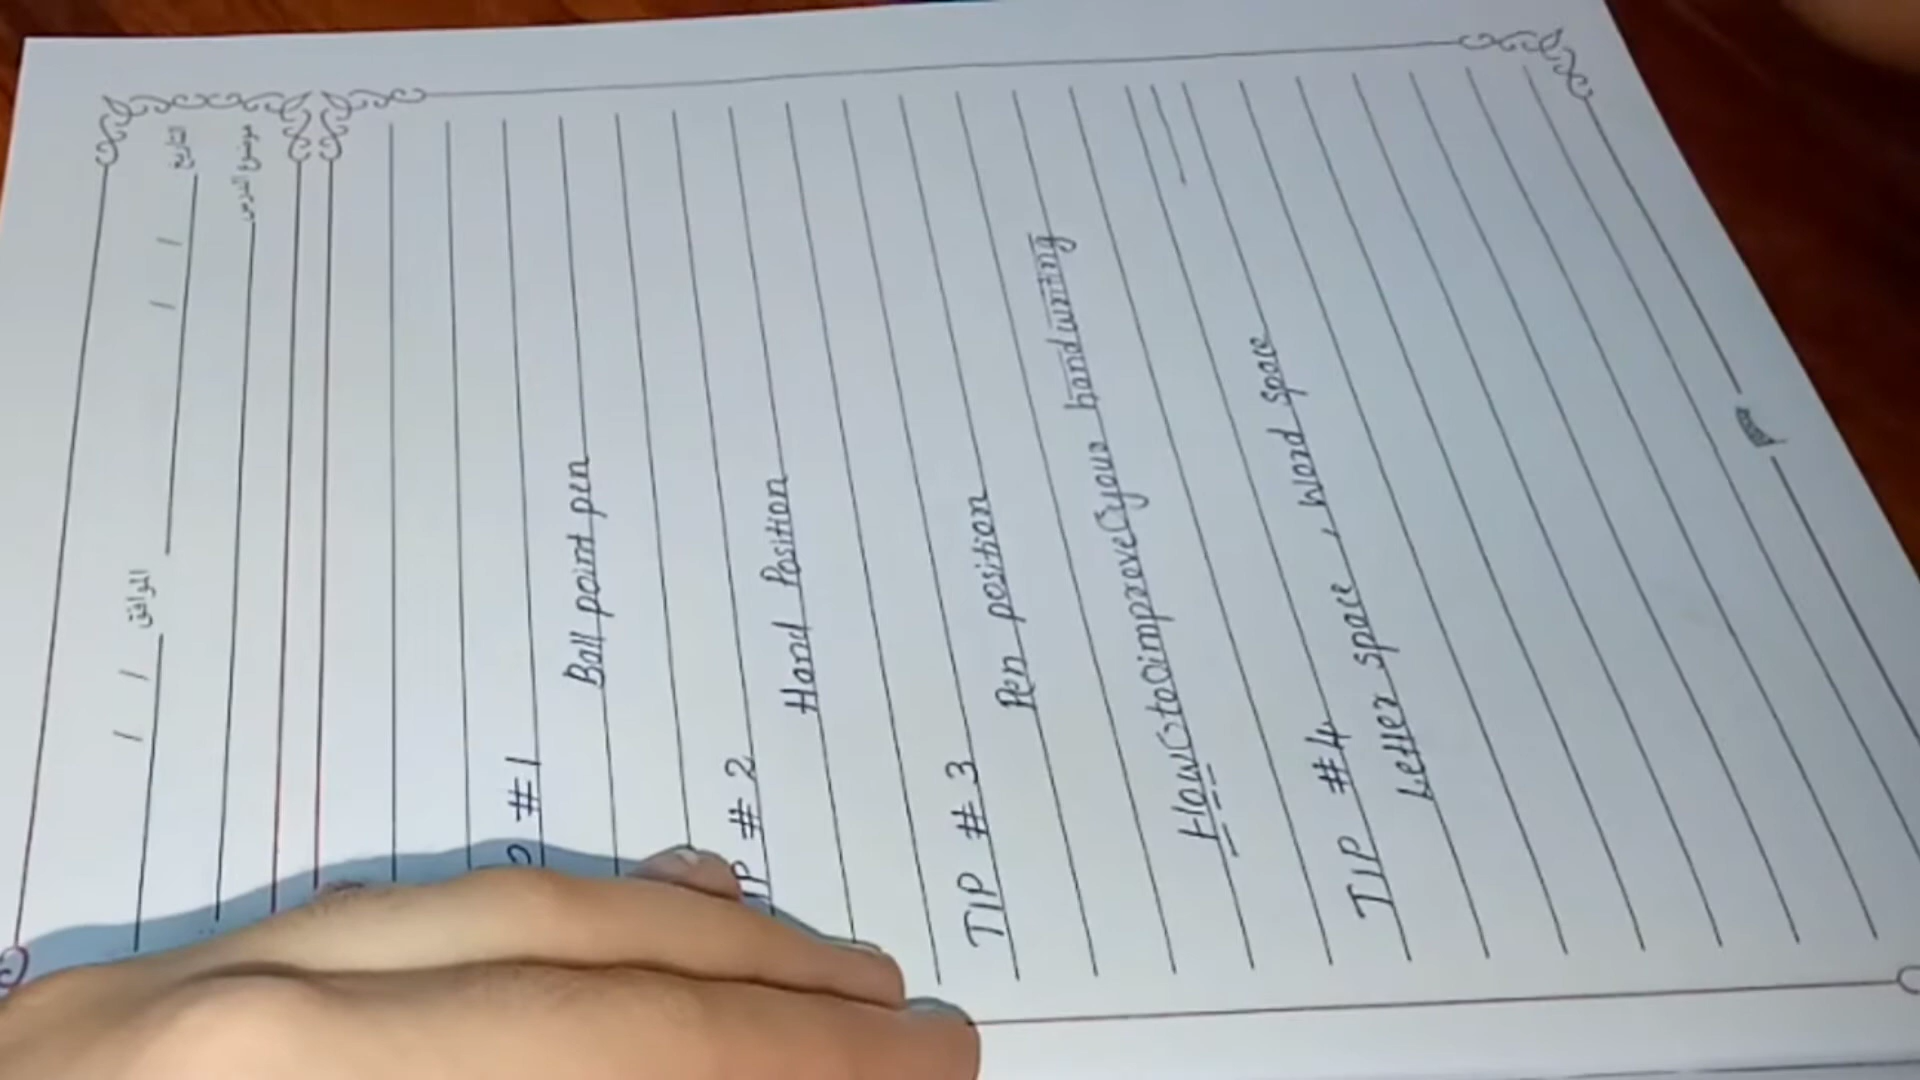 التاريخ / / الموافق / /
موضوع الدرس
P #1
Ball point pen
IP # 2
Hand Position
TIP # 3
Pen position
How to improve your handwriting
TIP #4
Letter space , word space